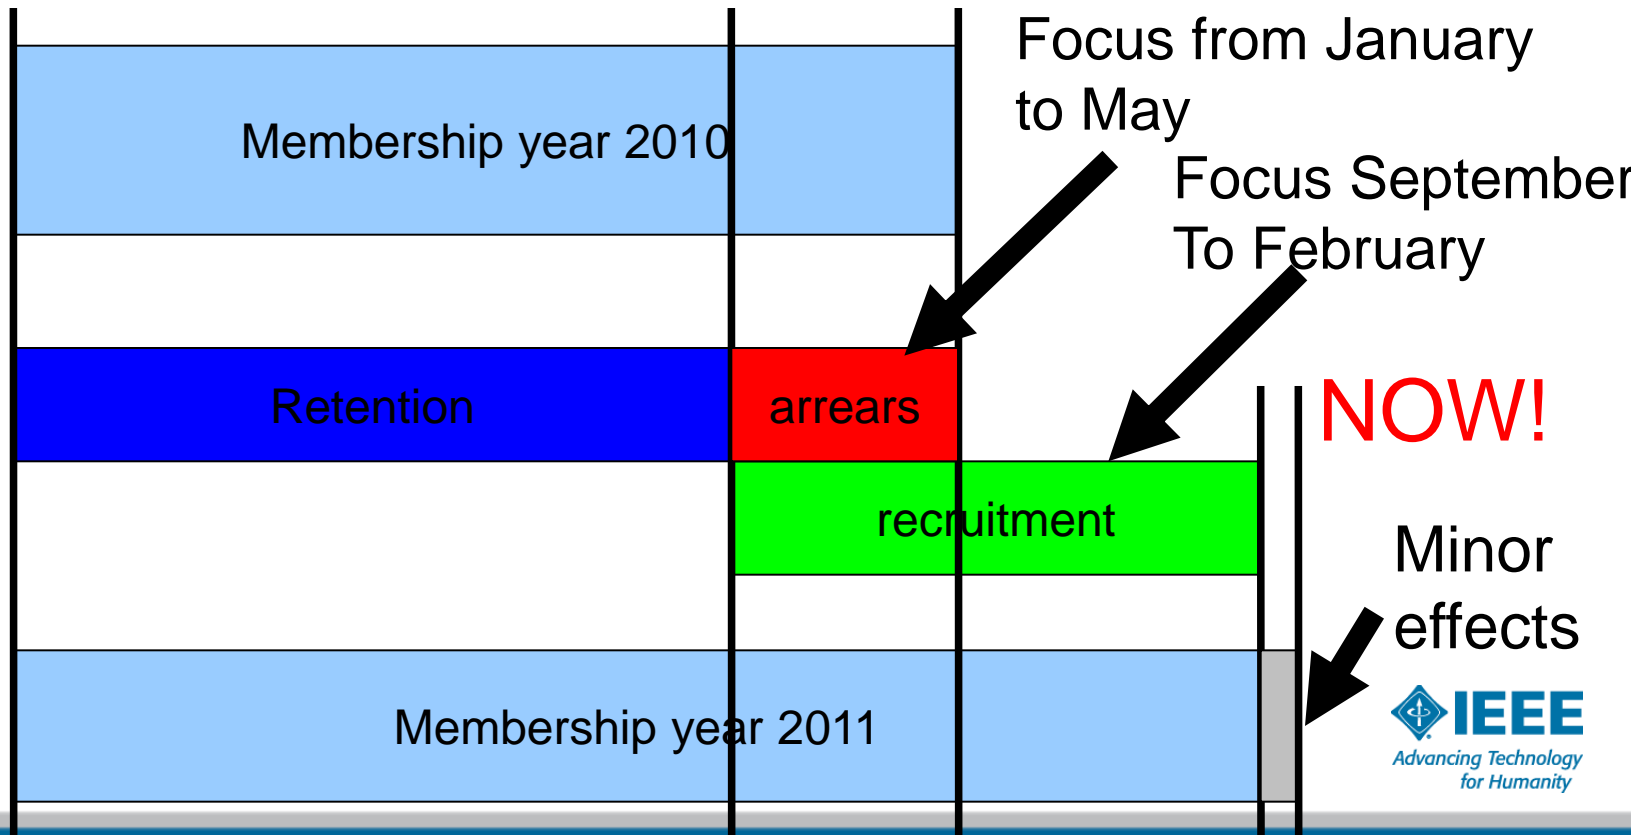 Focus from January
to May
Membership year 2010
Focus September
To February
Retention
arrears
NOW!
recruitment
Minor
effects
Membership year 2011
IEEE
Advancing Technology
for Humanity